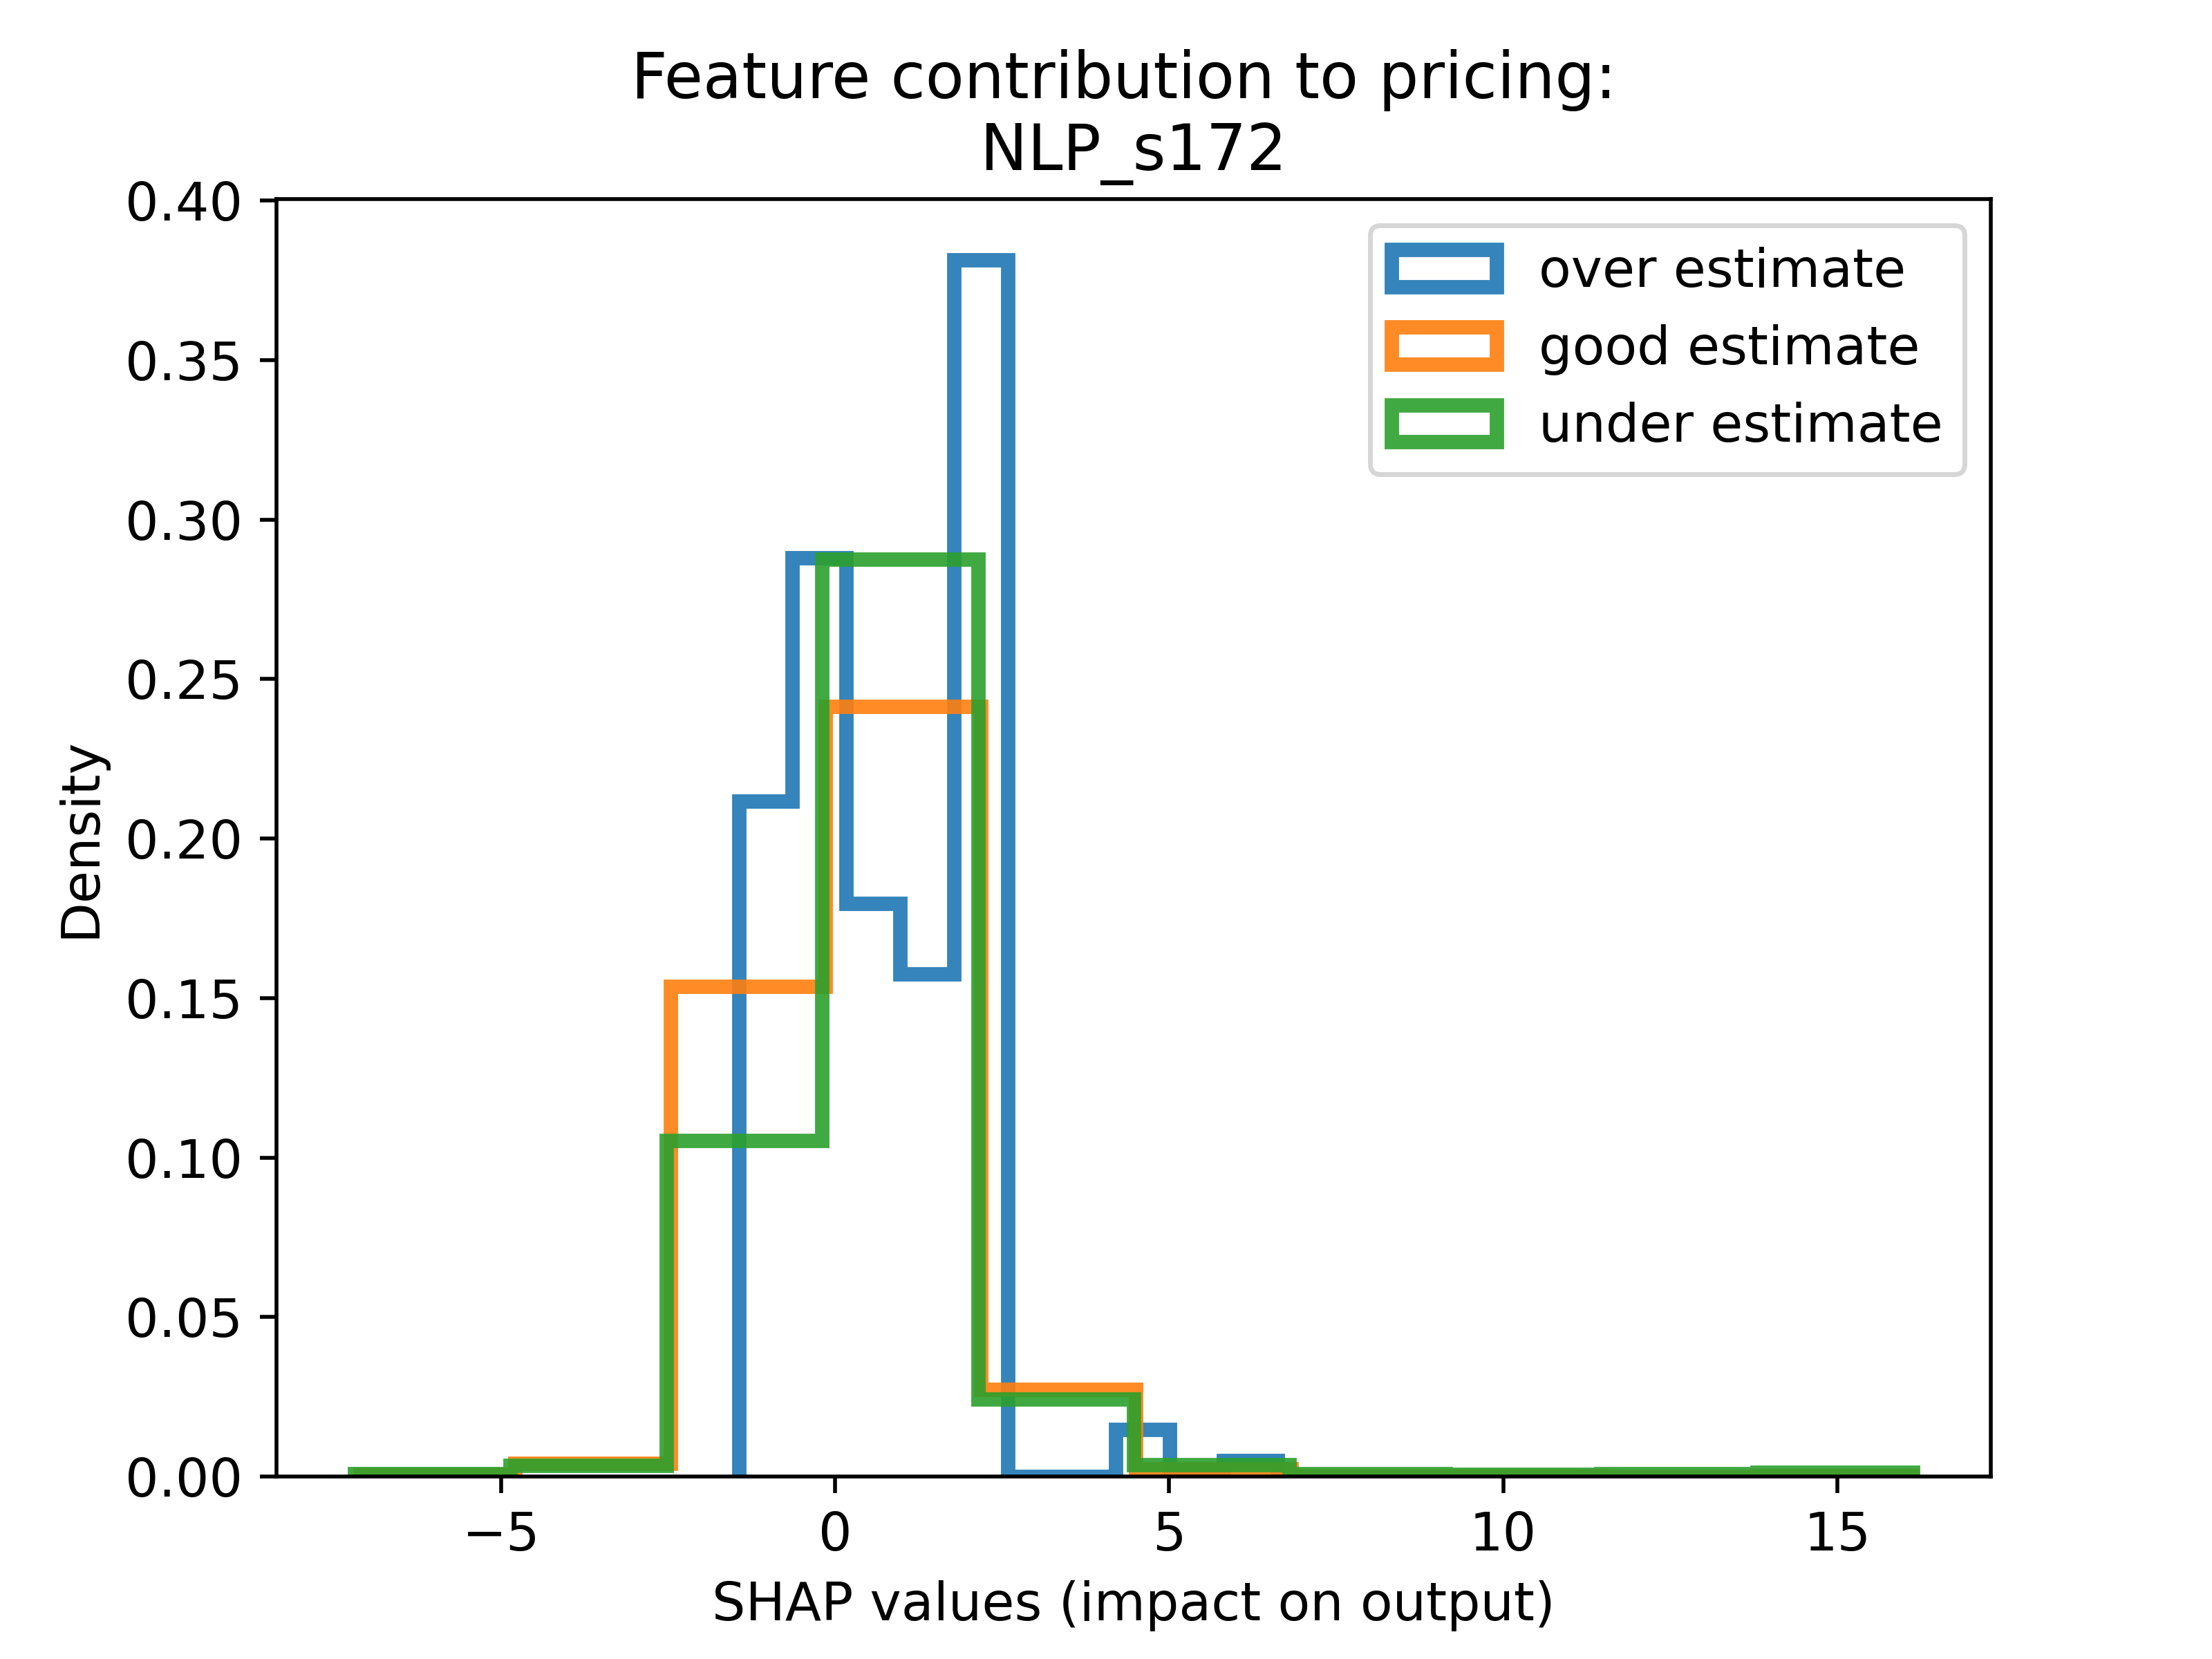 Feature contribution to pricing:
NLP_s172
0.40
0.35
0.30
0.25
0.20
0.15
0.10
0.05
0.00
Density
over estimate
good estimate
under estimate
−5
0
5
10
15
SHAP values (impact on output)